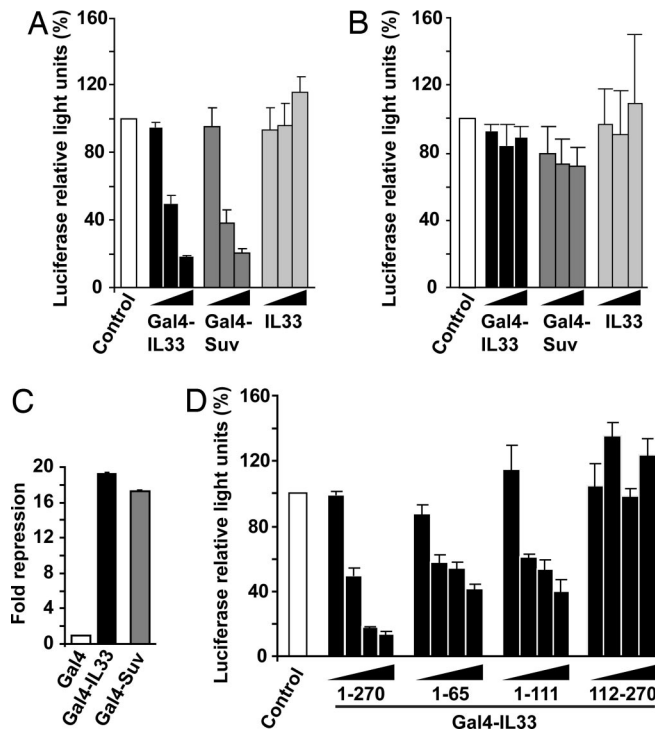 A
Luciferase relative light units (%)
160
120
80
40
0
Control
Gal4-
IL33
Gal4-
Suv
IL33
B
Luciferase relative light units (%)
160
120
80
40
0
Control
Gal4-
IL33
Gal4-
Suv
IL33
C
Fold repression
20
16
12
8
4
0
Gal4
Gal4-IL33
Gal4-Suv
D
Luciferase relative light units (%)
160
120
80
40
0
Control
1-270
1-65
1-111
112-270
Gal4-IL33